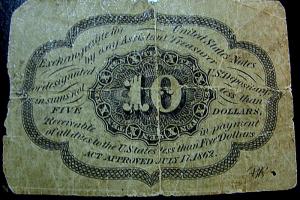 Exchangeable for United States Notes
by any Assistant Treasurer
or designated U.S. Depositary
in sums not less than
FIVE DOLLARS,
10
Receivable in payment
of all dues to the U. States less than Five Dollars
ACT APPROVED JULY 17, 1862.